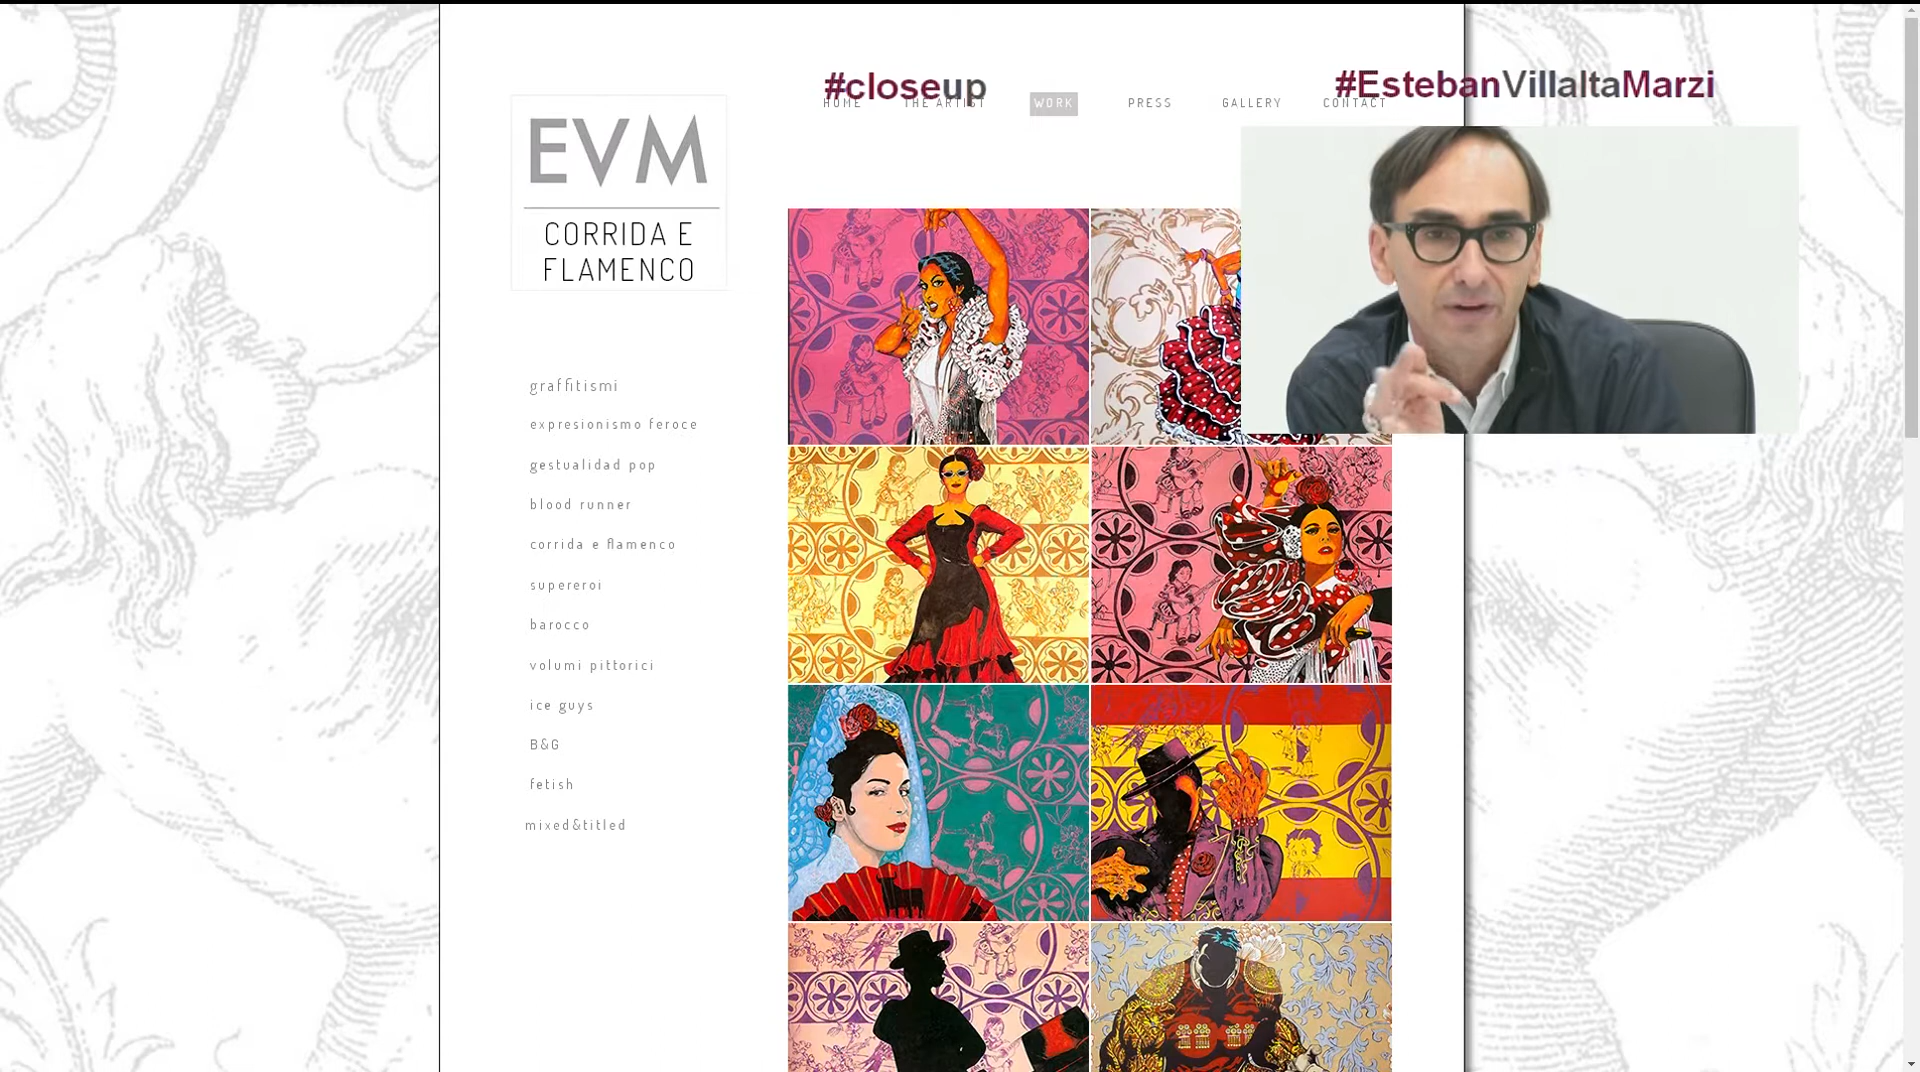 #closeup
#EstebanVillaltaMarzi
HOME THE ARTIST WORK PRESS GALLERY CONTACT
EVM
CORRIDA E
FLAMENCO
graffitismi
expresionismo feroce
gestualidad pop
blood runner
corrida e flamenco
supereroi
barocco
volumi pittorici
ice guys
B&G
fetish
mixed&titled